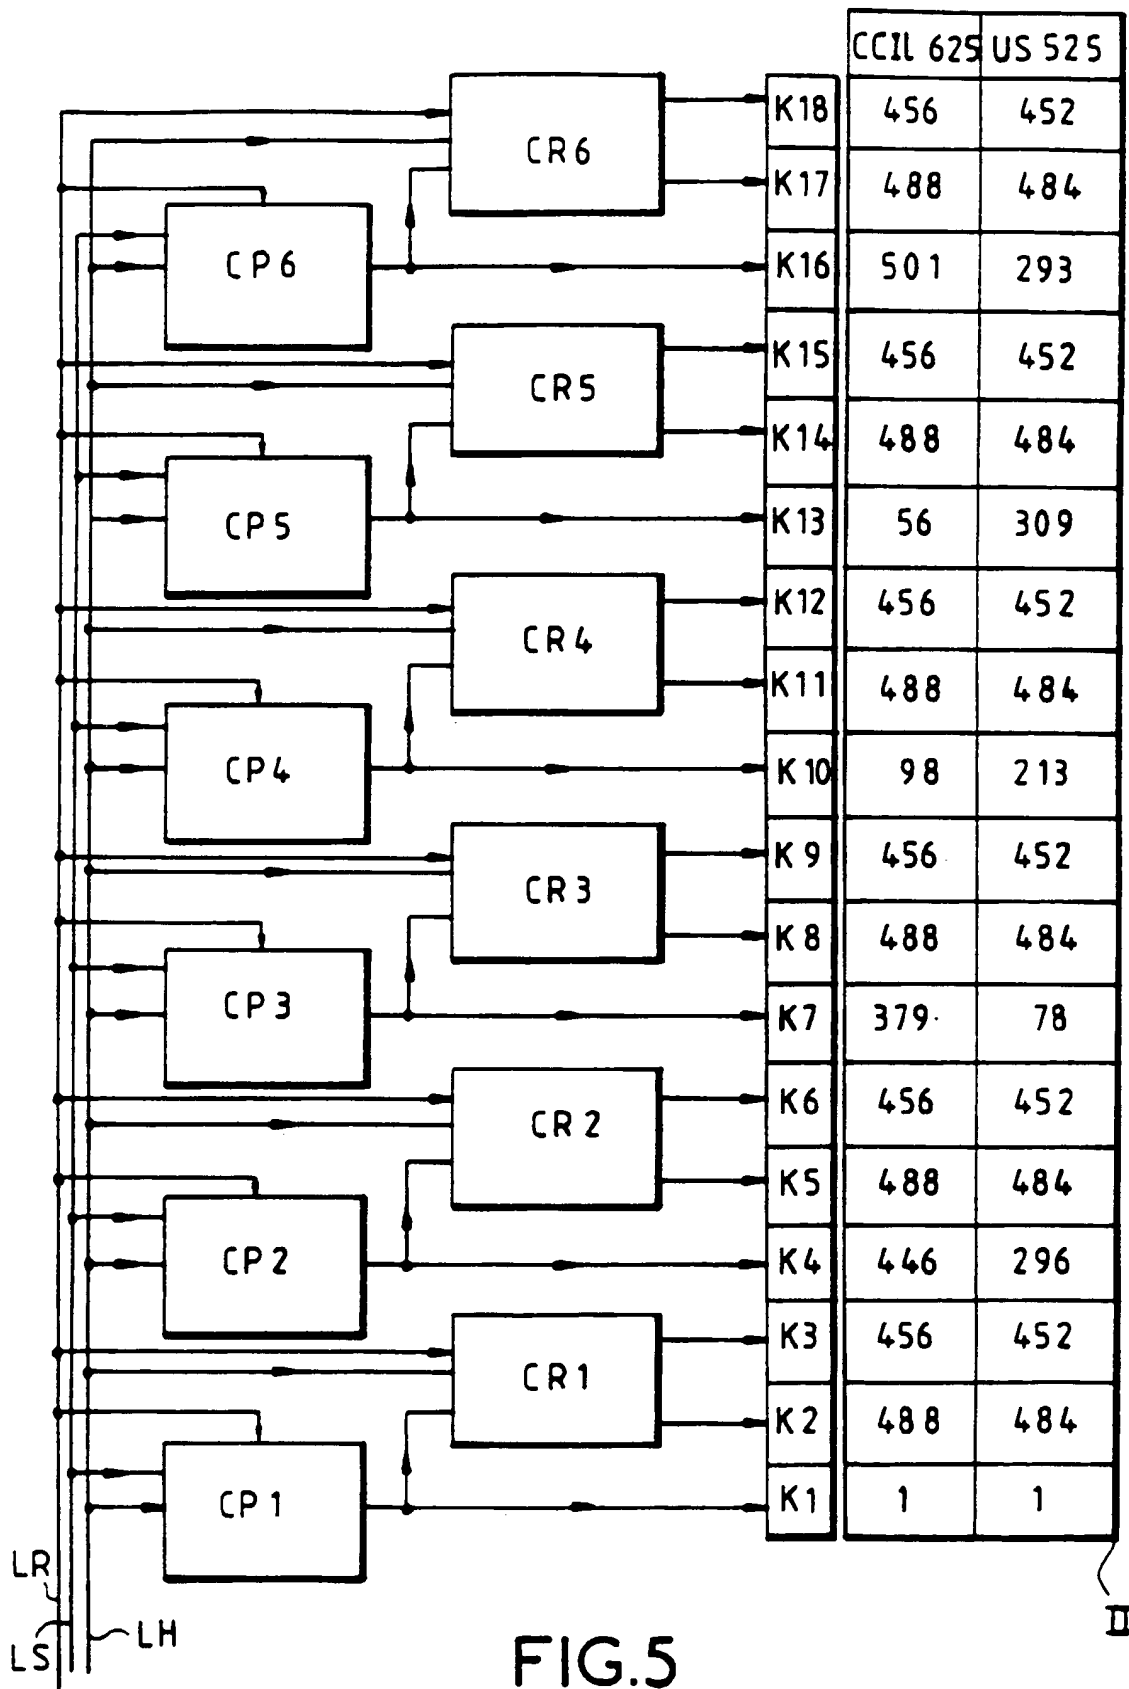 CCIL 625 US 525
CR6 K18 456 452
K17 488 484
CP6 K16 501 293
CR5 K15 456 452
K14 488 484
CP5 K13 56 309
CR4 K12 456 452
K11 488 484
CP4 K10 98 213
CR3 K9 456 452
K8 488 484
CP3 K7 379 78
CR2 K6 456 452
K5 488 484
CP2 K4 446 296
CR1 K3 456 452
K2 488 484
CP1 K1 1 1
LR
LS
LH
II
FIG.5